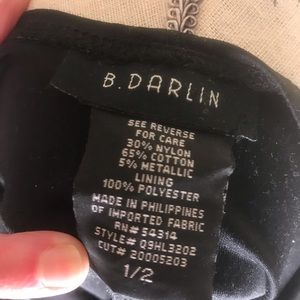 B.DARLIN
SEE REVERSE
FOR CARE
30% NYLON
65% COTTON
5% METALLIC
LINING
100% POLYESTER
MADE IN PHILIPPINES
OF IMPORTED FABRIC
RN# 54314
STYLE# Q9HL3202
CUT# 20005203
1/2